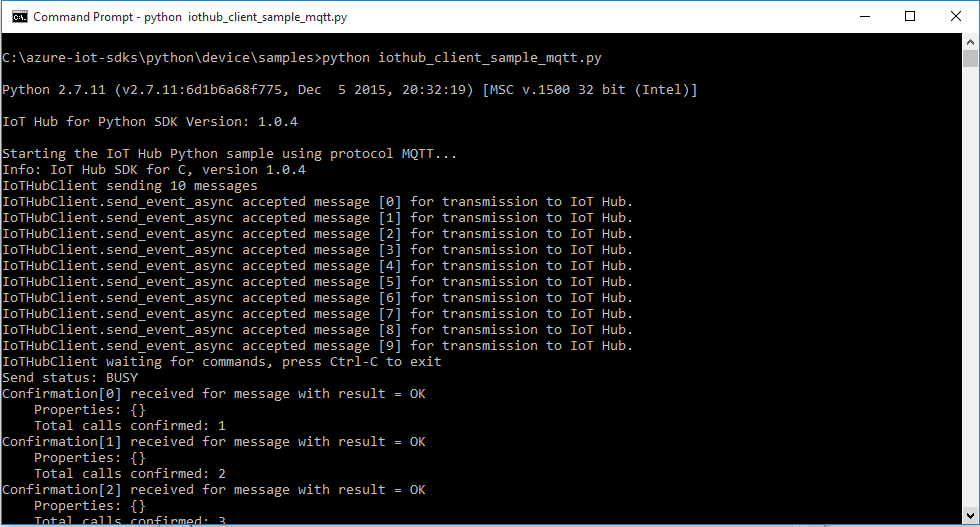 Command Prompt - python  iothub_client_sample_mqtt.py
C:\azure-iot-sdks\python\device\samples>python iothub_client_sample_mqtt.py
Python 2.7.11 (v2.7.11:6d1b6a68f775, Dec  5 2015, 20:32:19) [MSC v.1500 32 bit (Intel)]
IoT Hub for Python SDK Version: 1.0.4
Starting the IoT Hub Python sample using protocol MQTT...
Info: IoT Hub SDK for C, version 1.0.4
IoTHubClient sending 10 messages
IoTHubClient.send_event_async accepted message [0] for transmission to IoT Hub.
IoTHubClient.send_event_async accepted message [1] for transmission to IoT Hub.
IoTHubClient.send_event_async accepted message [2] for transmission to IoT Hub.
IoTHubClient.send_event_async accepted message [3] for transmission to IoT Hub.
IoTHubClient.send_event_async accepted message [4] for transmission to IoT Hub.
IoTHubClient.send_event_async accepted message [5] for transmission to IoT Hub.
IoTHubClient.send_event_async accepted message [6] for transmission to IoT Hub.
IoTHubClient.send_event_async accepted message [7] for transmission to IoT Hub.
IoTHubClient.send_event_async accepted message [8] for transmission to IoT Hub.
IoTHubClient.send_event_async accepted message [9] for transmission to IoT Hub.
IoTHubClient waiting for commands, press Ctrl-C to exit
Send status: BUSY
Confirmation[0] received for message with result = OK
    Properties: {}
    Total calls confirmed: 1
Confirmation[1] received for message with result = OK
    Properties: {}
    Total calls confirmed: 2
Confirmation[2] received for message with result = OK
    Properties: {}
    Total calls confirmed: 3